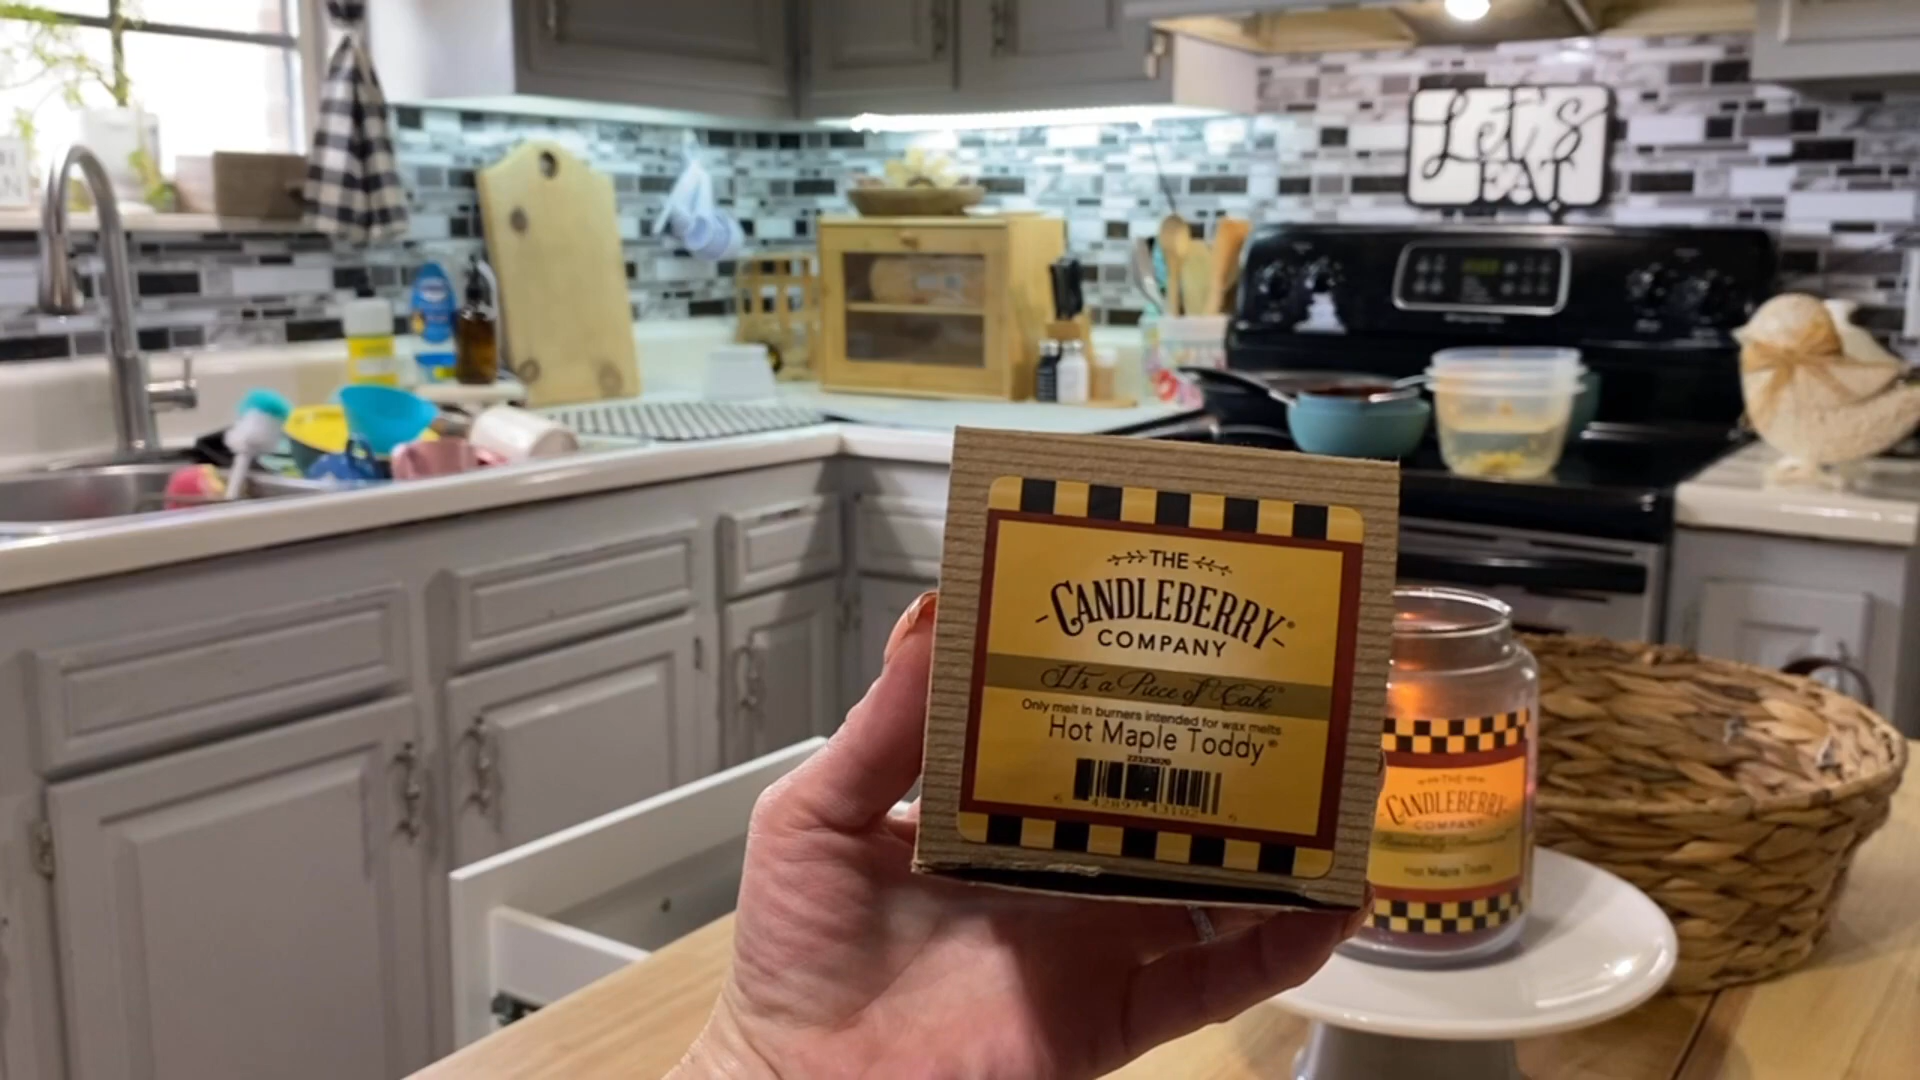 LET'S
EAT
THE
CANDLEBERRY®
COMPANY
It's a Piece of Cake®
Only melt in burners intended for wax melts
Hot Maple Toddy®
THE
CANDLEBERRY
COMPANY
Hot Maple Toddy